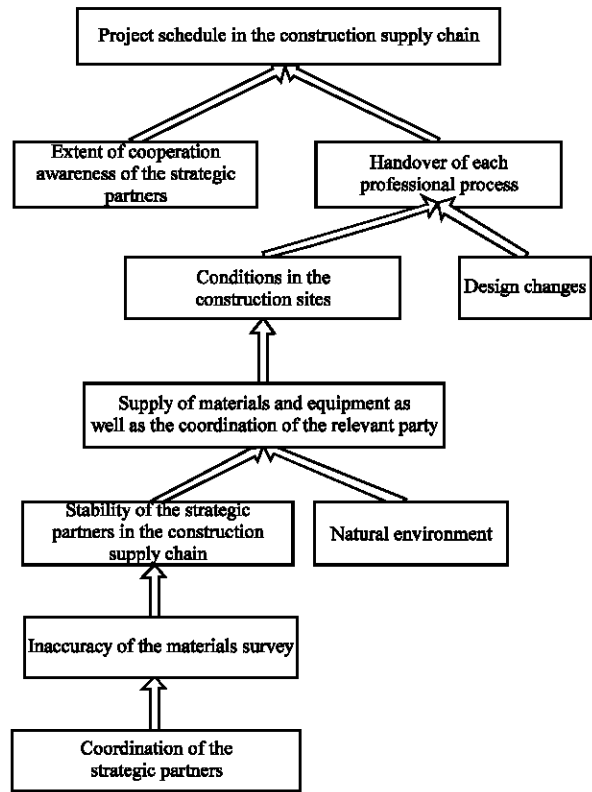 Project schedule in the construction supply chain
Extent of cooperation
awareness of the strategic
partners
Handover of each
professional process
Conditions in the
construction sites
Design changes
Supply of materials and equipment as
well as the coordination of the relevant party
Stability of the strategic
partners in the construction
supply chain
Natural environment
Inaccuracy of the materials survey
Coordination of the
strategic partners